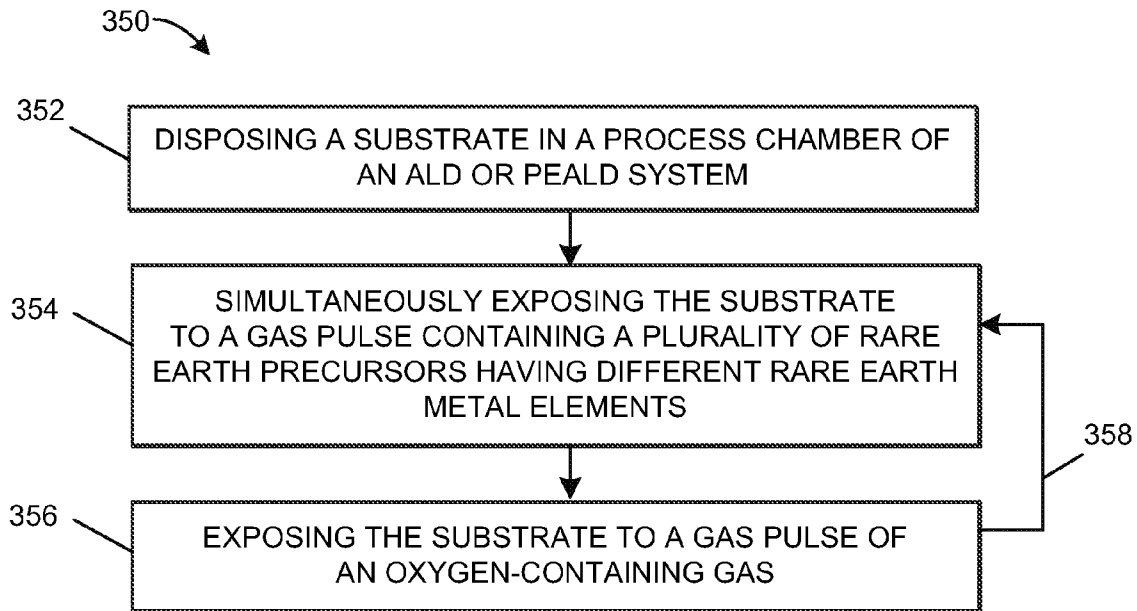 350
352
DISPOSING A SUBSTRATE IN A PROCESS CHAMBER OF
AN ALD OR PEALD SYSTEM
354
SIMULTANEOUSLY EXPOSING THE SUBSTRATE
TO A GAS PULSE CONTAINING A PLURALITY OF RARE
EARTH PRECURSORS HAVING DIFFERENT RARE EARTH
METAL ELEMENTS
358
356
EXPOSING THE SUBSTRATE TO A GAS PULSE OF
AN OXYGEN-CONTAINING GAS